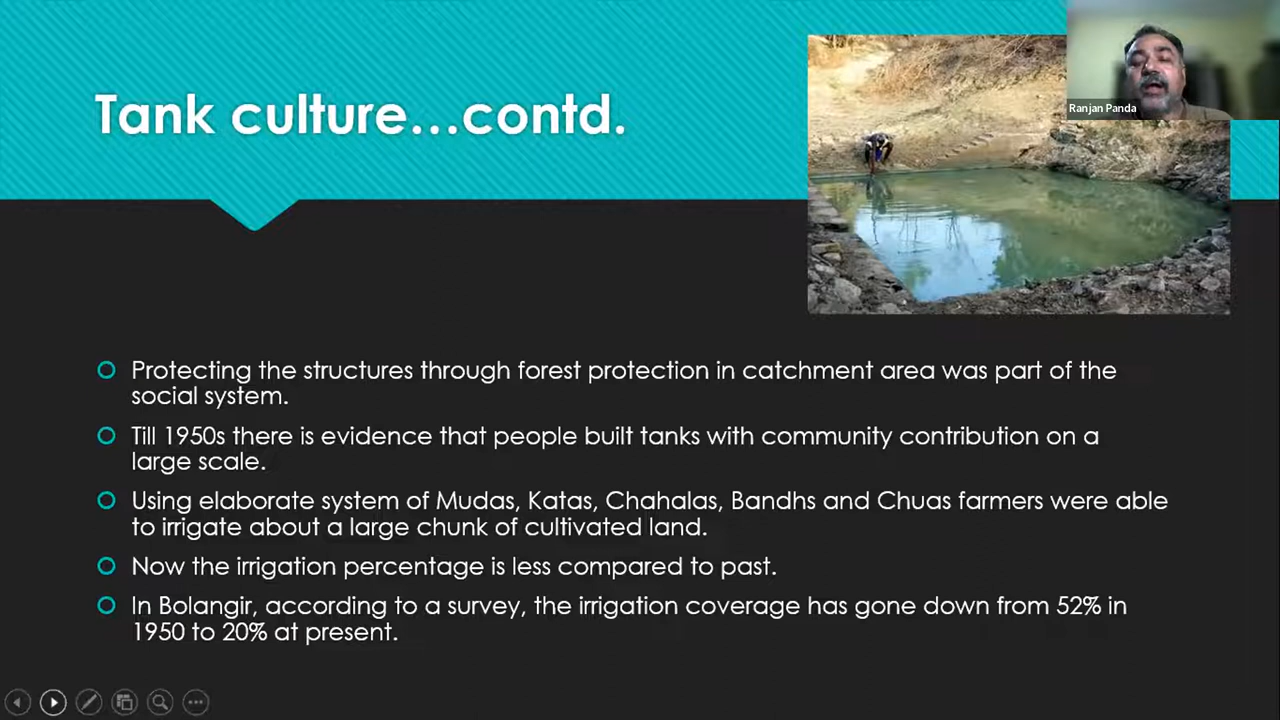 Tank culture...contd.
Ranjan Panda
Protecting the structures through forest protection in catchment area was part of the
social system.
Till 1950s there is evidence that people built tanks with community contribution on a
large scale.
Using elaborate system of Mudas, Katas, Chahalas, Bandhs and Chuas farmers were able
to irrigate about a large chunk of cultivated land.
Now the irrigation percentage is less compared to past.
In Bolangir, according to a survey, the irrigation coverage has gone down from 52% in
1950 to 20% at present.